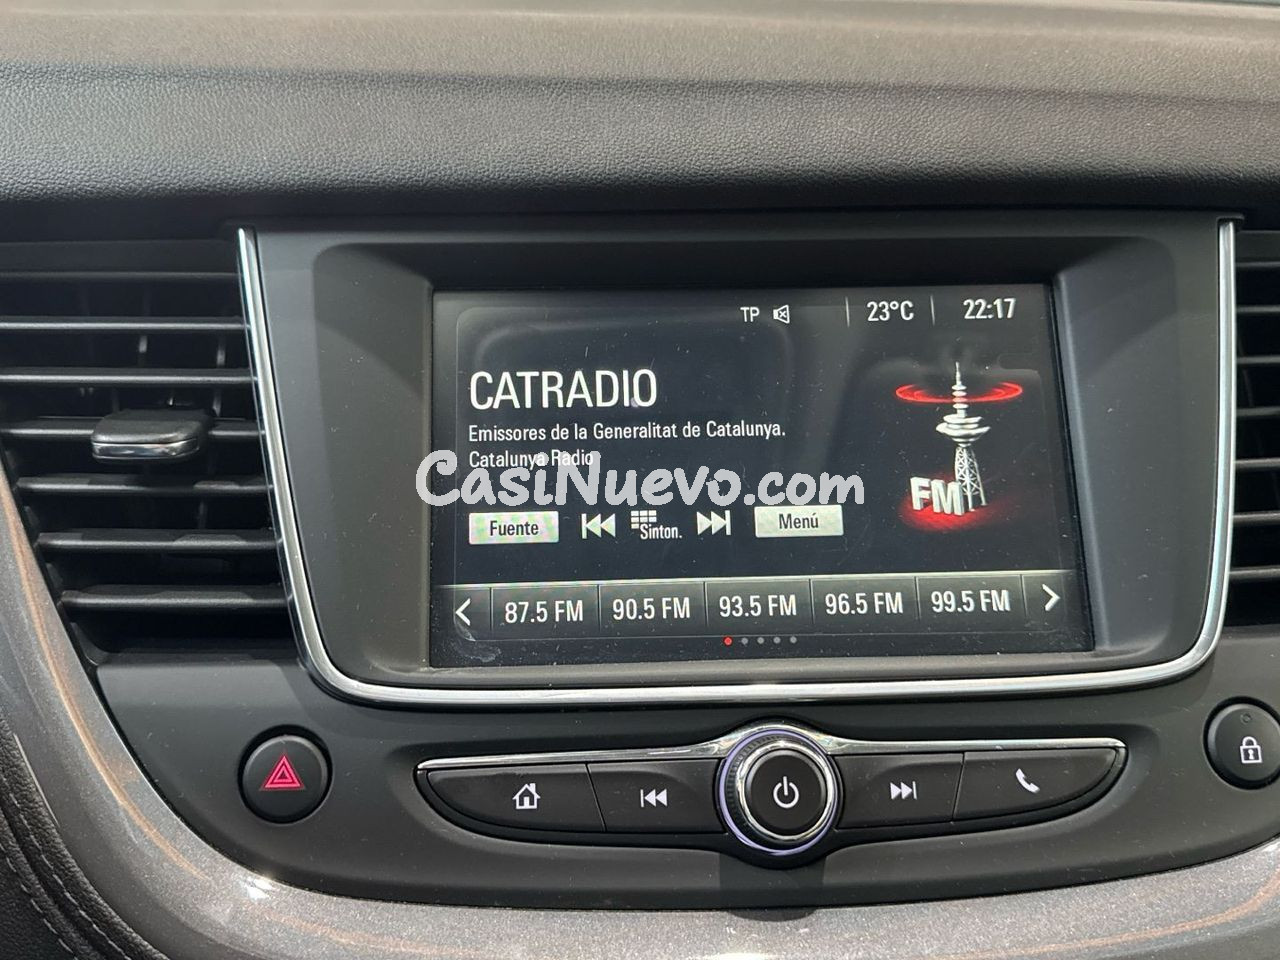 TP 23°C 22:17
CATRADIO
Emissores de la Generalitat de Catalunya.
Catalunya Ràdio
CasiNuevo.com
FM
Fuente Sinton. Menú
87.5 FM 90.5 FM 93.5 FM 96.5 FM 99.5 FM